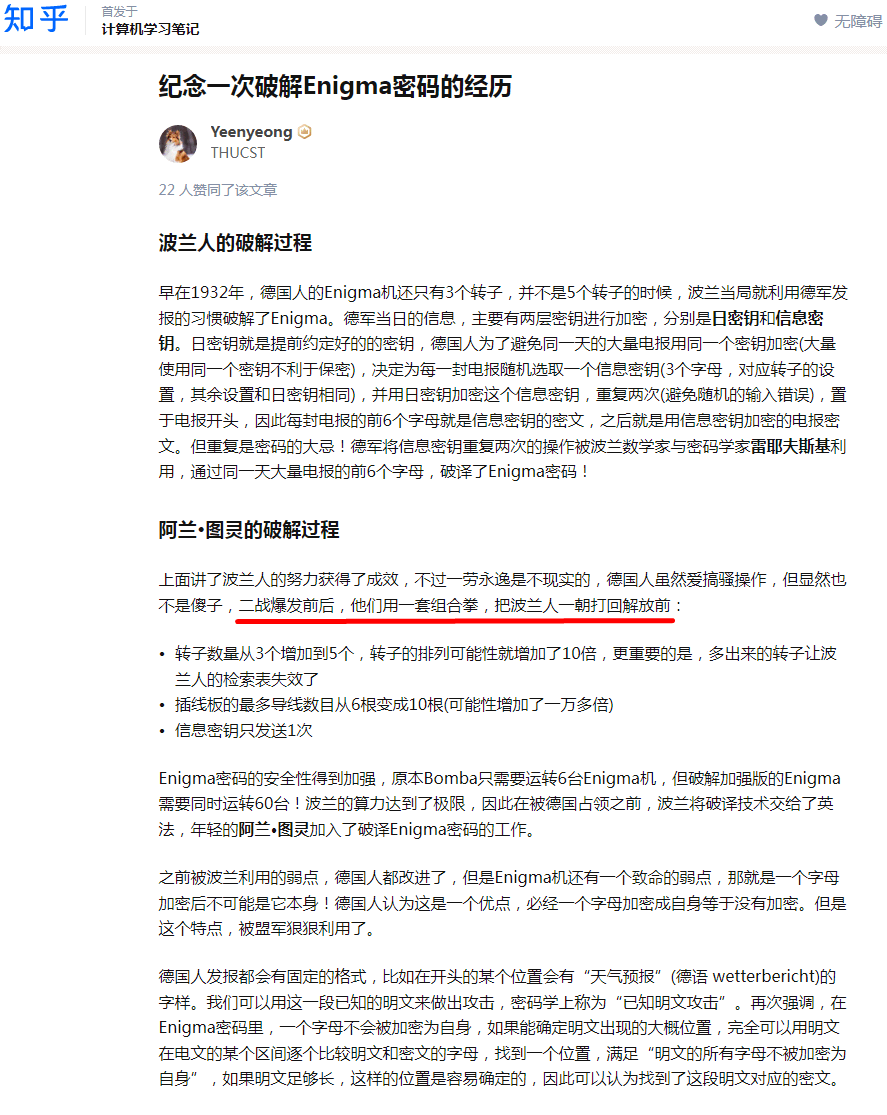 知乎
首发于
计算机学习笔记
无障碍
纪念一次破解Enigma密码的经历
Yeenyeong
THUCST
22 人赞同了该文章
波兰人的破解过程
早在1932年，德国人的Enigma机还只有3个转子，并不是5个转子的时候，波兰当局就利用德军发
报的习惯破解了Enigma。德军当日的信息，主要有两层密钥进行加密，分别是日密钥和信息密
钥。日密钥就是提前约定好的的密钥，德国人为了避免同一天的大量电报用同一个密钥加密(大量
使用同一个密钥不利于保密)，决定为每一封电报随机选取一个信息密钥(3个字母，对应转子的设
置，其余设置和日密钥相同)，并用日密钥加密这个信息密钥，重复两次(避免随机的输入错误)，置
于电报开头，因此每封电报的前6个字母就是信息密钥的密文，之后就是用信息密钥加密的电报密
文。但重复是密码的大忌！德军将信息密钥重复两次的操作被波兰数学家与密码学家雷耶夫斯基利
用，通过同一天大量电报的前6个字母，破译了Enigma密码！
阿兰•图灵的破解过程
上面讲了波兰人的努力获得了成效，不过一劳永逸是不现实的，德国人虽然爱搞骚操作，但显然也
不是傻子，二战爆发前后，他们用一套组合拳，把波兰人一朝打回解放前：
• 转子数量从3个增加到5个，转子的排列可能性就增加了10倍，更重要的是，多出来的转子让波
兰人的检索表失效了
• 插线板的最多导线数目从6根变成10根(可能性增加了一万多倍)
• 信息密钥只发送1次
Enigma密码的安全性得到加强，原本Bomba只需要运转6台Enigma机，但破解加强版的Enigma
需要同时运转60台！波兰的算力达到了极限，因此在被德国占领之前，波兰将破译技术交给了英
法，年轻的阿兰•图灵加入了破译Enigma密码的工作。
之前被波兰利用的弱点，德国人都改进了，但是Enigma机还有一个致命的弱点，那就是一个字母
加密后不可能是它本身！德国人认为这是一个优点，必经一个字母加密成自身等于没有加密。但是
这个特点，被盟军狠狠利用了。
德国人发报都会有固定的格式，比如在开头的某个位置会有“天气预报”(德语 wetterbericht)的
字样。我们可以用这一段已知的明文来做出攻击，密码学上称为“已知明文攻击”。再次强调，在
Enigma密码里，一个字母不会被加密为自身，如果能确定明文出现的大概位置，完全可以用明文
在电文的某个区间逐个比较明文和密文的字母，找到一个位置，满足“明文的所有字母不被加密为
自身”，如果明文足够长，这样的位置是容易确定的，因此可以认为找到了这段明文对应的密文。